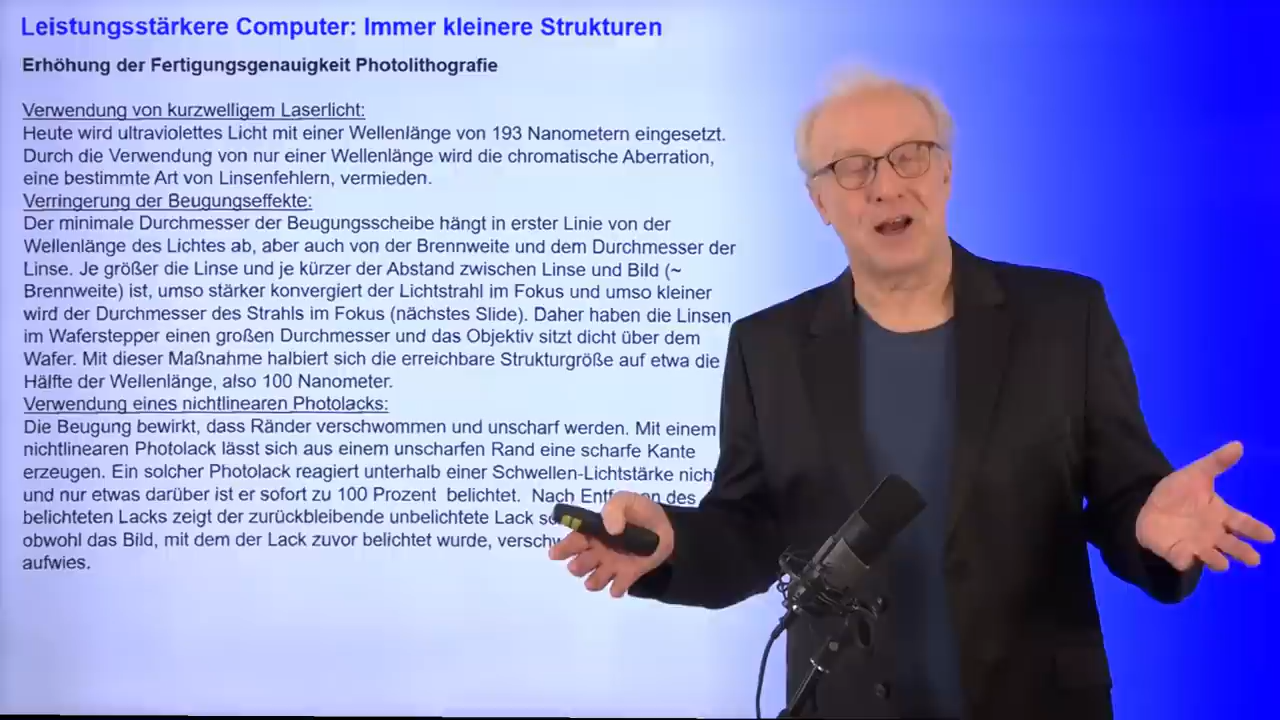 Leistungsstärkere Computer: Immer kleinere Strukturen
Erhöhung der Fertigungsgenauigkeit Photolithografie
Verwendung von kurzwelligem Laserlicht:
Heute wird ultraviolettes Licht mit einer Wellenlänge von 193 Nanometern eingesetzt.
Durch die Verwendung von nur einer Wellenlänge wird die chromatische Aberration,
eine bestimmte Art von Linsenfehlern, vermieden.
Verringerung der Beugungseffekte:
Der minimale Durchmesser der Beugungsscheibe hängt in erster Linie von der
Wellenlänge des Lichtes ab, aber auch von der Brennweite und dem Durchmesser der
Linse. Je größer die Linse und je kürzer der Abstand zwischen Linse und Bild (~
Brennweite) ist, umso stärker konvergiert der Lichtstrahl im Fokus und umso kleiner
wird der Durchmesser des Strahls im Fokus (nächstes Slide). Daher haben die Linsen
im Waferstepper einen großen Durchmesser und das Objektiv sitzt dicht über dem
Wafer. Mit dieser Maßnahme halbiert sich die erreichbare Strukturgröße auf etwa die
Hälfte der Wellenlänge, also 100 Nanometer.
Verwendung eines nichtlinearen Photolacks:
Die Beugung bewirkt, dass Ränder verschwommen und unscharf werden. Mit einem
nichtlinearen Photolack lässt sich aus einem unscharfen Rand eine scharfe Kante
erzeugen. Ein solcher Photolack reagiert unterhalb einer Schwellen-Lichtstärke nicht
und nur etwas darüber ist er sofort zu 100 Prozent belichtet. Nach des
belichteten Lacks zeigt der zurückbleibende unbelichtete Lack
obwohl das Bild, mit dem der Lack zuvor belichtet wurde,
aufwies.